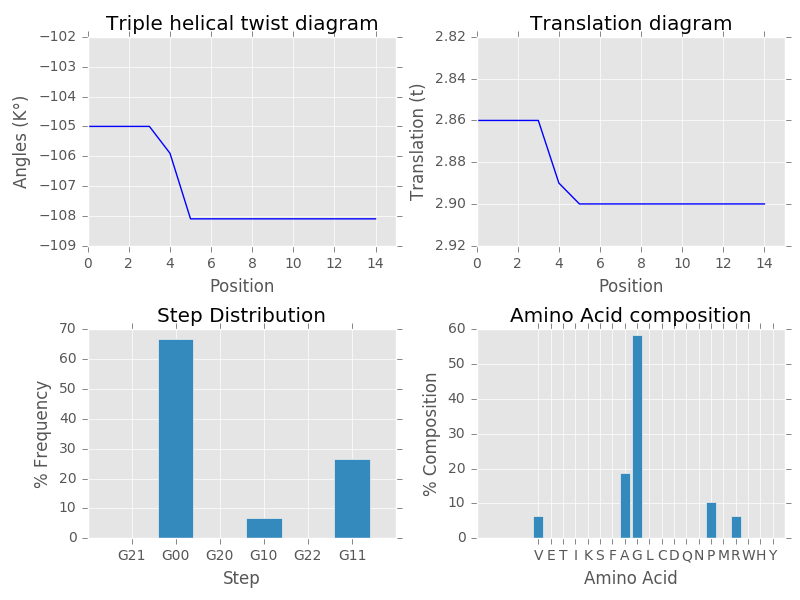 Triple helical twist diagram
−102
−103
−104
−105
−106
−107
−108
−109
Angles (K°)
0 2 4 6 8 10 12 14
Position
Translation diagram
2.82
2.84
2.86
2.88
2.90
2.92
Translation (t)
0 2 4 6 8 10 12 14
Position
Step Distribution
70
60
50
40
30
20
10
0
% Frequency
G21 G00 G20 G10 G22 G11
Step
Amino Acid composition
60
50
40
30
20
10
0
% Composition
V E T I K S F A G L C D Q N P M R W H Y
Amino Acid